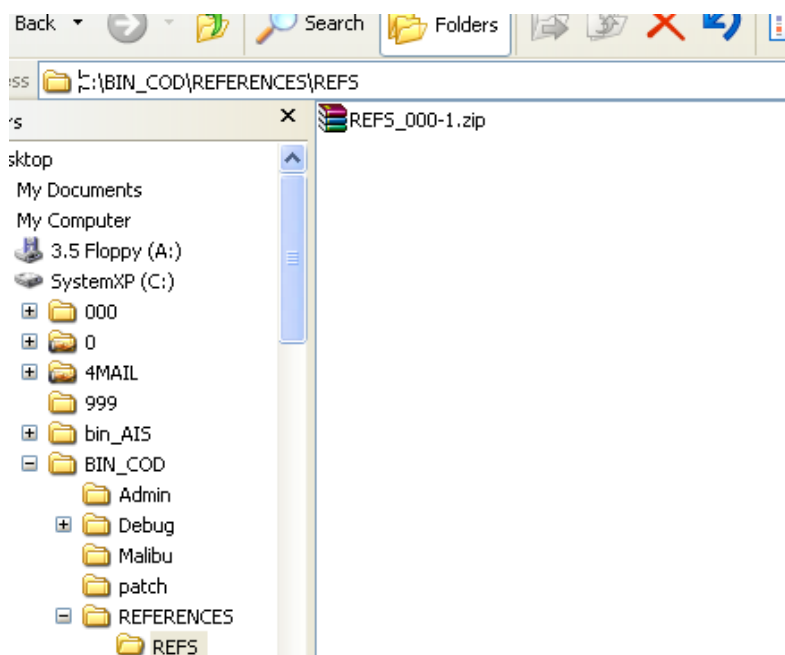 Back Search Folders
ess C:\BIN_COD\REFERENCES\REFS
rs
REFS_000-1.zip
sktop
My Documents
My Computer
3.5 Floppy (A:)
SystemXP (C:)
000
0
4MAIL
999
bin_AIS
BIN_COD
Admin
Debug
Malibu
patch
REFERENCES
REFS